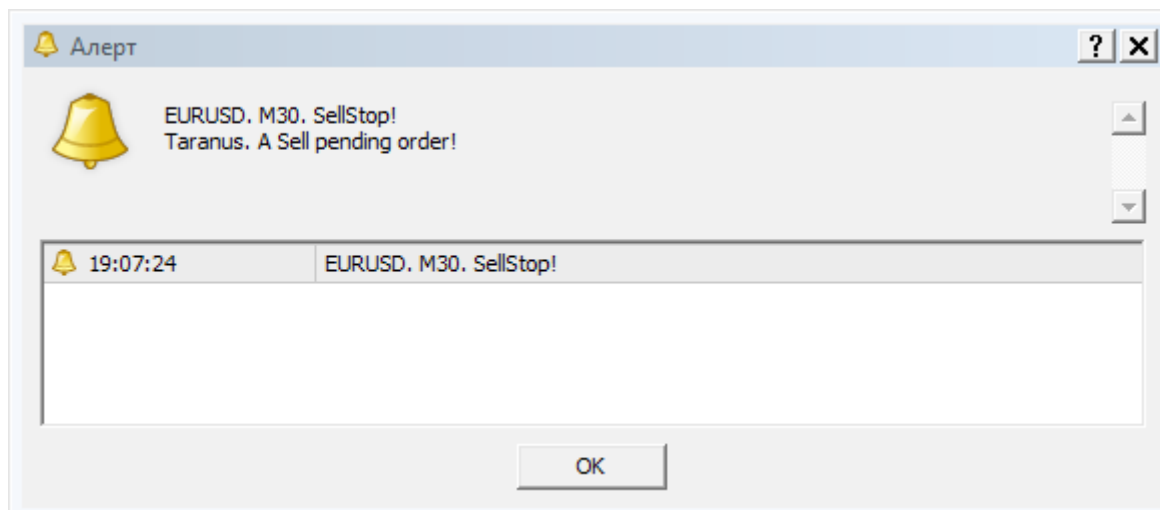 Алерт
EURUSD. M30. SellStop!
Taranus. A Sell pending order!
19:07:24 EURUSD. M30. SellStop!
OK